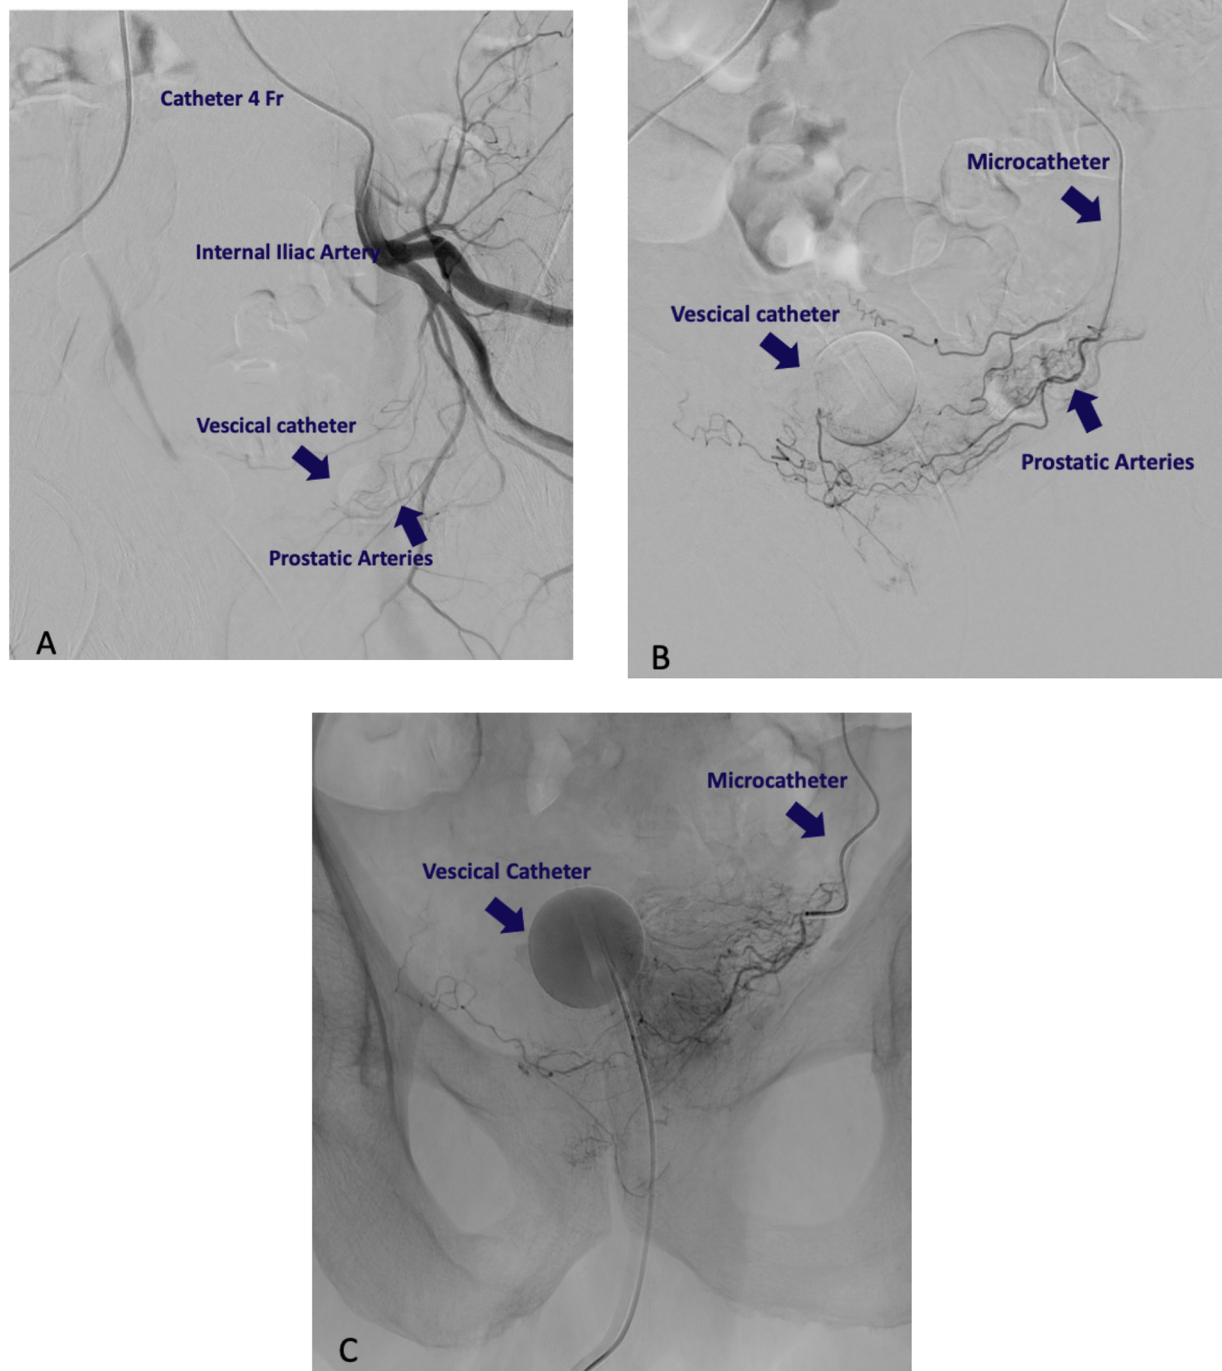 Catheter 4 Fr
Internal Iliac Artery
Vescical catheter
Prostatic Arteries
A
Microcatheter
Vescical catheter
Prostatic Arteries
B
Microcatheter
Vescical Catheter
C